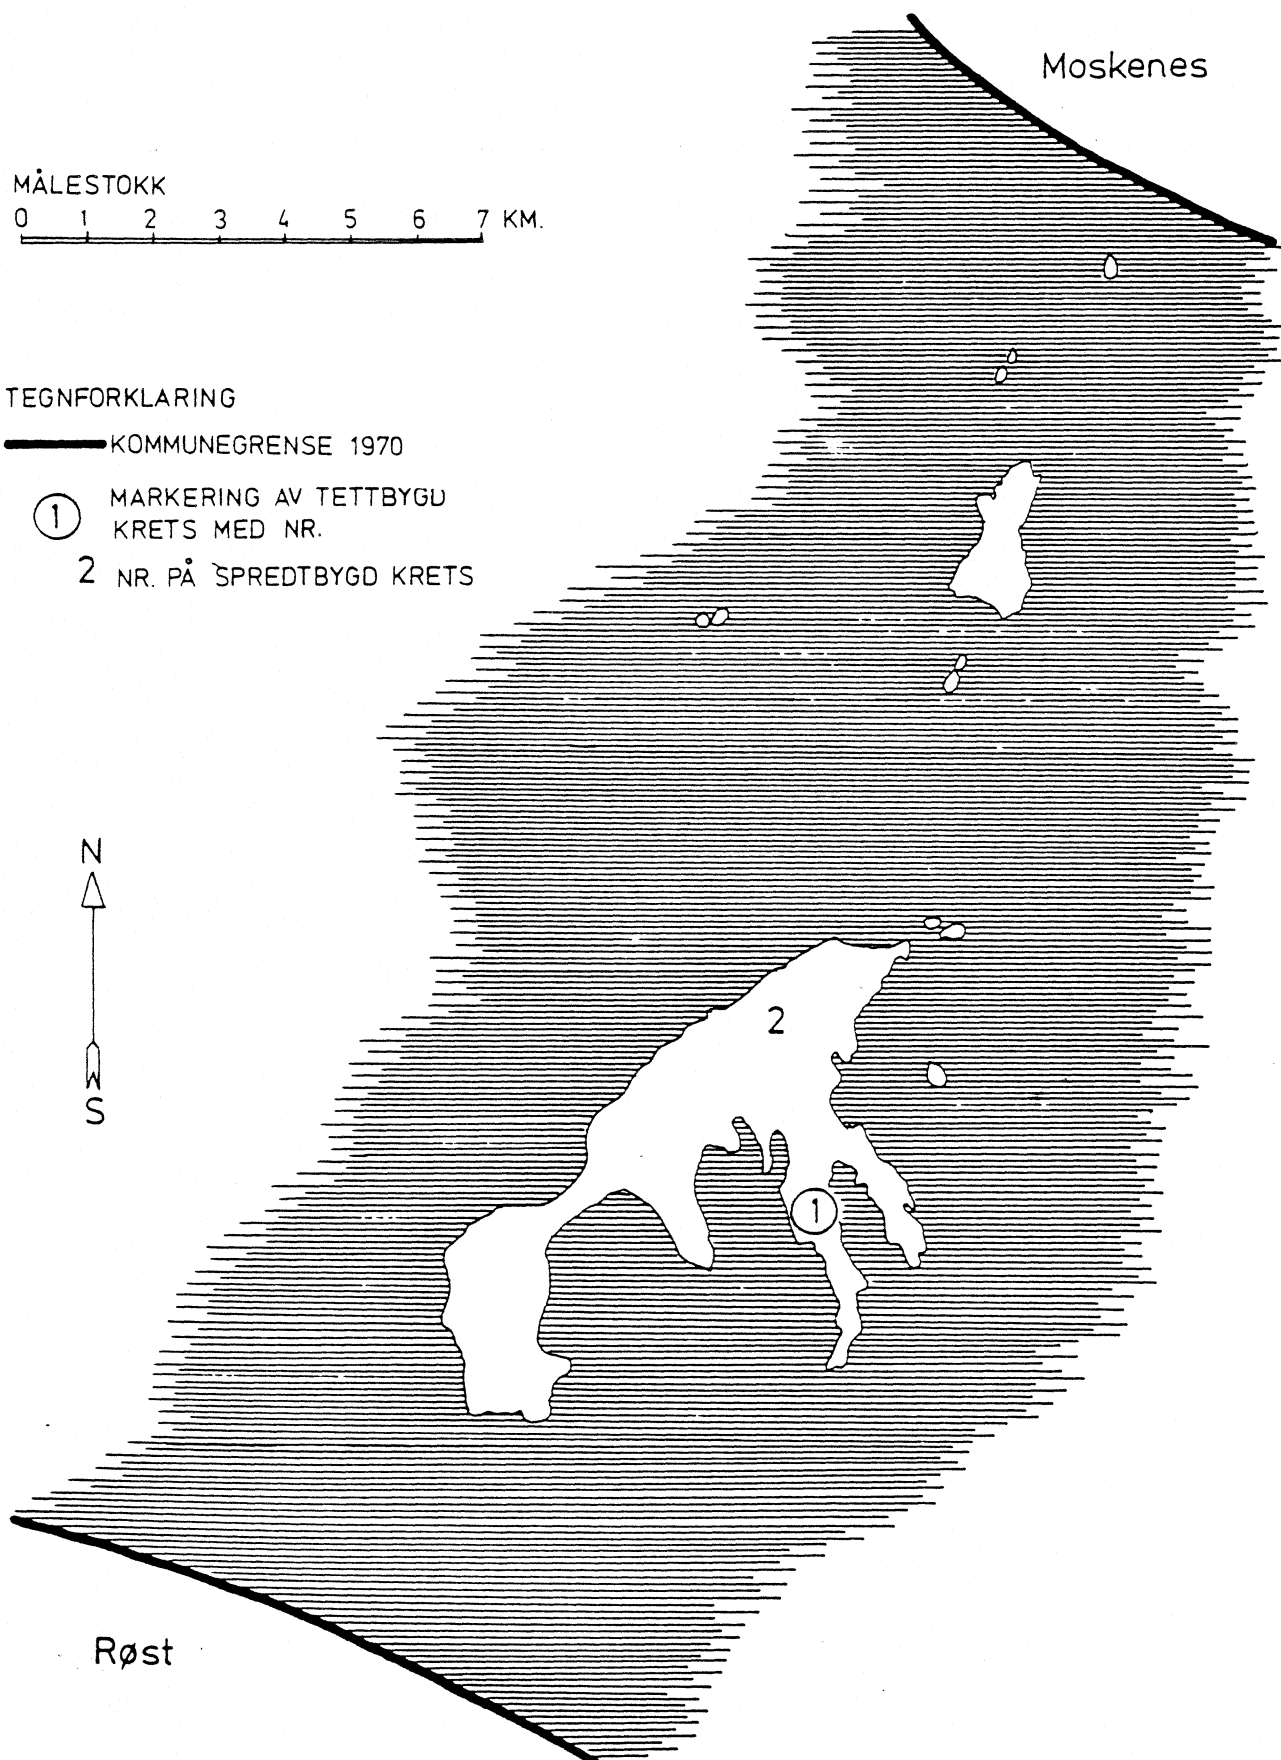 Moskenes
MÅLESTOKK
0 1 2 3 4 5 6 7 KM.
TEGNFORKLARING
KOMMUNEGRENSE 1970
1 MARKERING AV TETTBYGD
KRETS MED NR.
2 NR. PÅ SPREDTBYGD KRETS
N
S
2
1
Røst